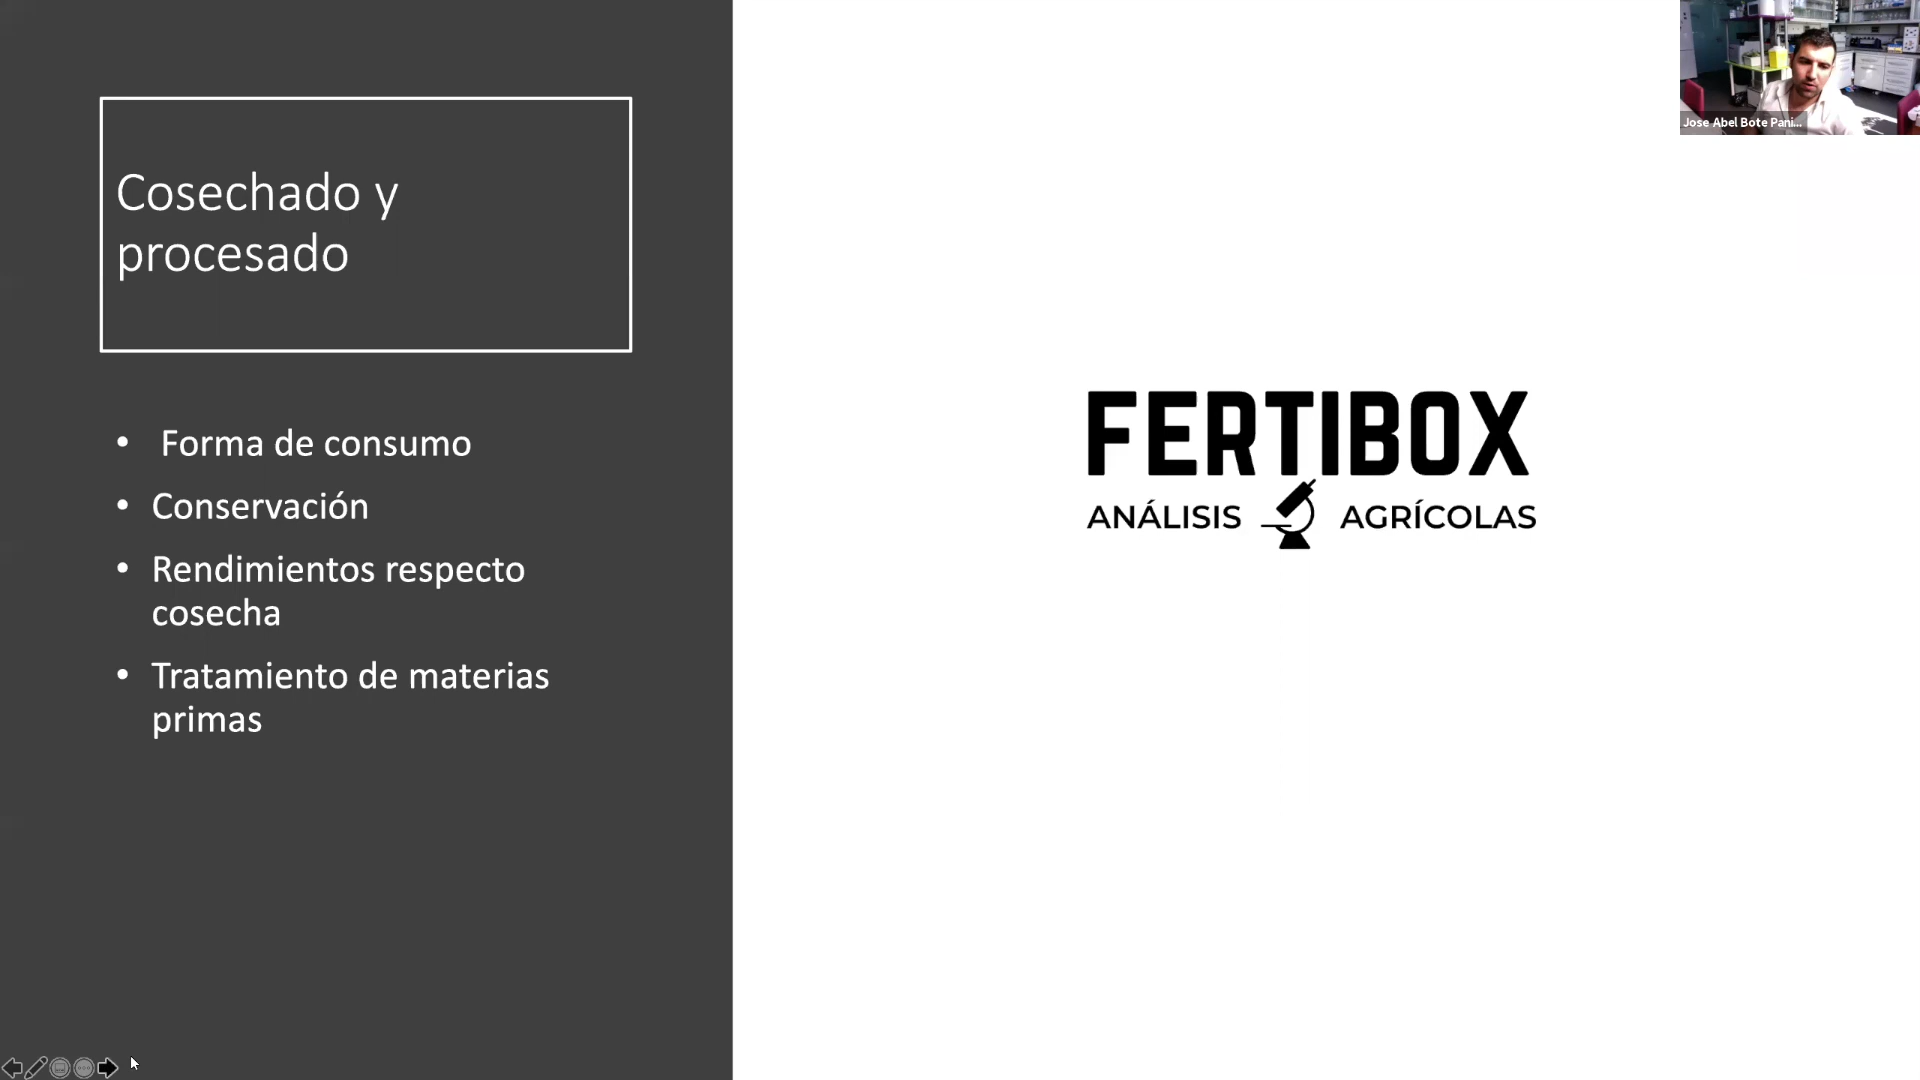 Cosechado y
procesado
• Forma de consumo
• Conservación
• Rendimientos respecto
cosecha
• Tratamiento de materias
primas
FERTIBOX
ANÁLISIS AGRÍCOLAS
Jose Abel Bote Pani...